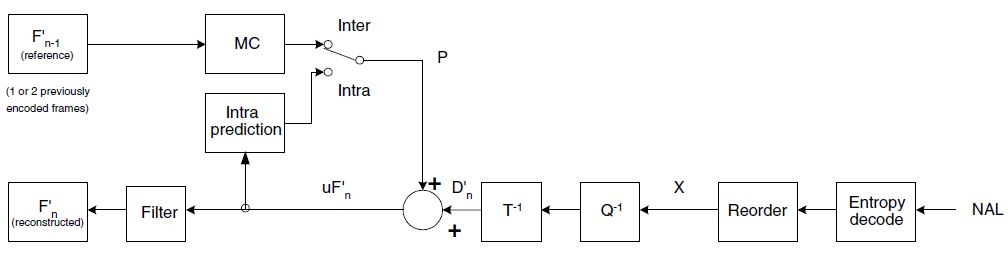 Inter
F'n-1
(reference)
MC
P
(1 or 2 previously
encoded frames)
Intra
Intra
prediction
F'n
(reconstructed)
Filter
uF'n
+
D'n
+
T-1
Q-1
X
Reorder
Entropy
decode
NAL